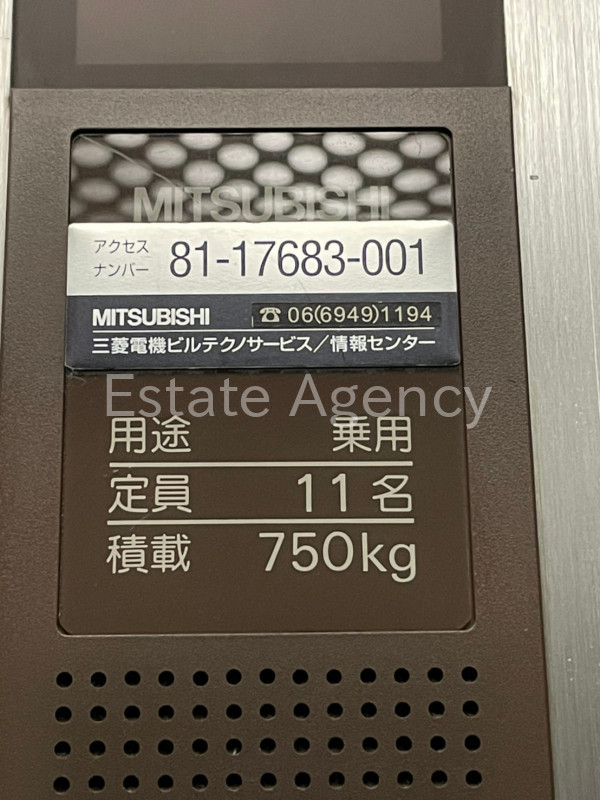 MITSUBISHI
アクセス
ナンバー 81-17683-001
MITSUBISHI ☎ 06(6949)1194
三菱電機ビルテクノサービス／情報センター
Estate Agency
用途 乗用
定員 11名
積載 750kg